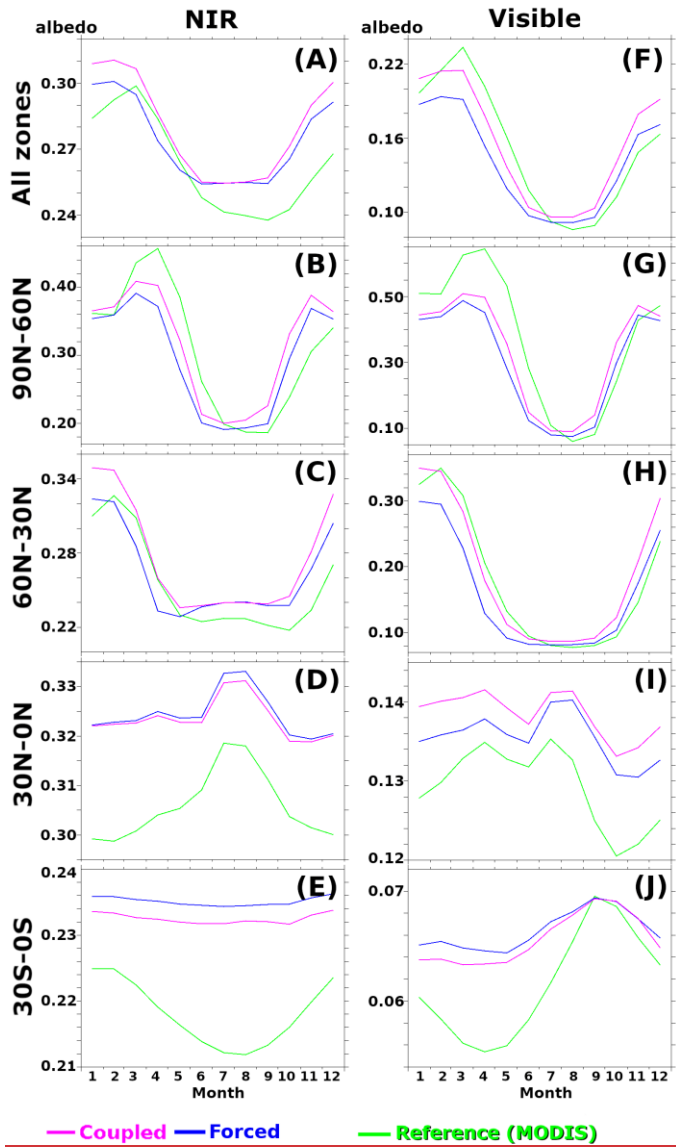 NIR Visible
albedo albedo
All zones
(A) (F)
0.30
0.27
0.24
0.22
0.16
0.10
90N-60N
(B) (G)
0.40
0.30
0.20
0.50
0.30
0.10
60N-30N
(C) (H)
0.34
0.28
0.22
0.30
0.20
0.10
30N-0N
(D) (I)
0.33
0.32
0.31
0.30
0.14
0.13
0.12
30S-0S
(E) (J)
0.24
0.23
0.22
0.21
0.07
0.06
1 2 3 4 5 6 7 8 9 10 11 12 1 2 3 4 5 6 7 8 9 10 11 12
Month Month
Coupled Forced Reference (MODIS)